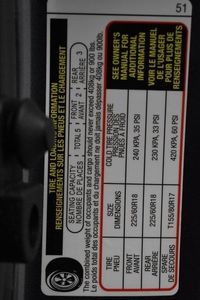 51
TIRE AND LOADING INFORMATION
RENSEIGNEMENTS SUR LES PNEUS ET LE CHARGEMENT
SEATING CAPACITY
NOMBRE DE PLACES
TOTAL 5
FRONT
AVANT 2
REAR
ARRIÈRE 3
The combined weight of occupants and cargo should never exceed 408kg or 900 lbs.
Le poids total des occupants et du chargement ne doit jamais dépasser 408kg ou 900lb.
TIRE
PNEU
SIZE
DIMENSIONS
COLD TIRE PRESSURE
PRESSION DES
PNEUS À FROID
FRONT
AVANT
225/60R18
240 KPA, 35 PSI
REAR
ARRIERE
225/60R18
230 KPA, 33 PSI
SPARE
DE SECOURS
T155/90R17
420 KPA, 60 PSI
SEE OWNER'S
MANUAL FOR
ADDITIONAL
INFORMATION
VOIR LE MANUEL
DE L'USAGER
POUR PLUS DE
RENSEIGNEMENTS